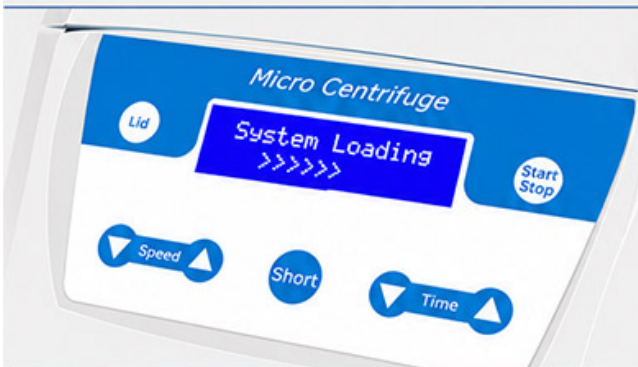 Micro Centrifuge
Lid
System Loading
>>>>>>
Start
Stop
Speed
Short
Time